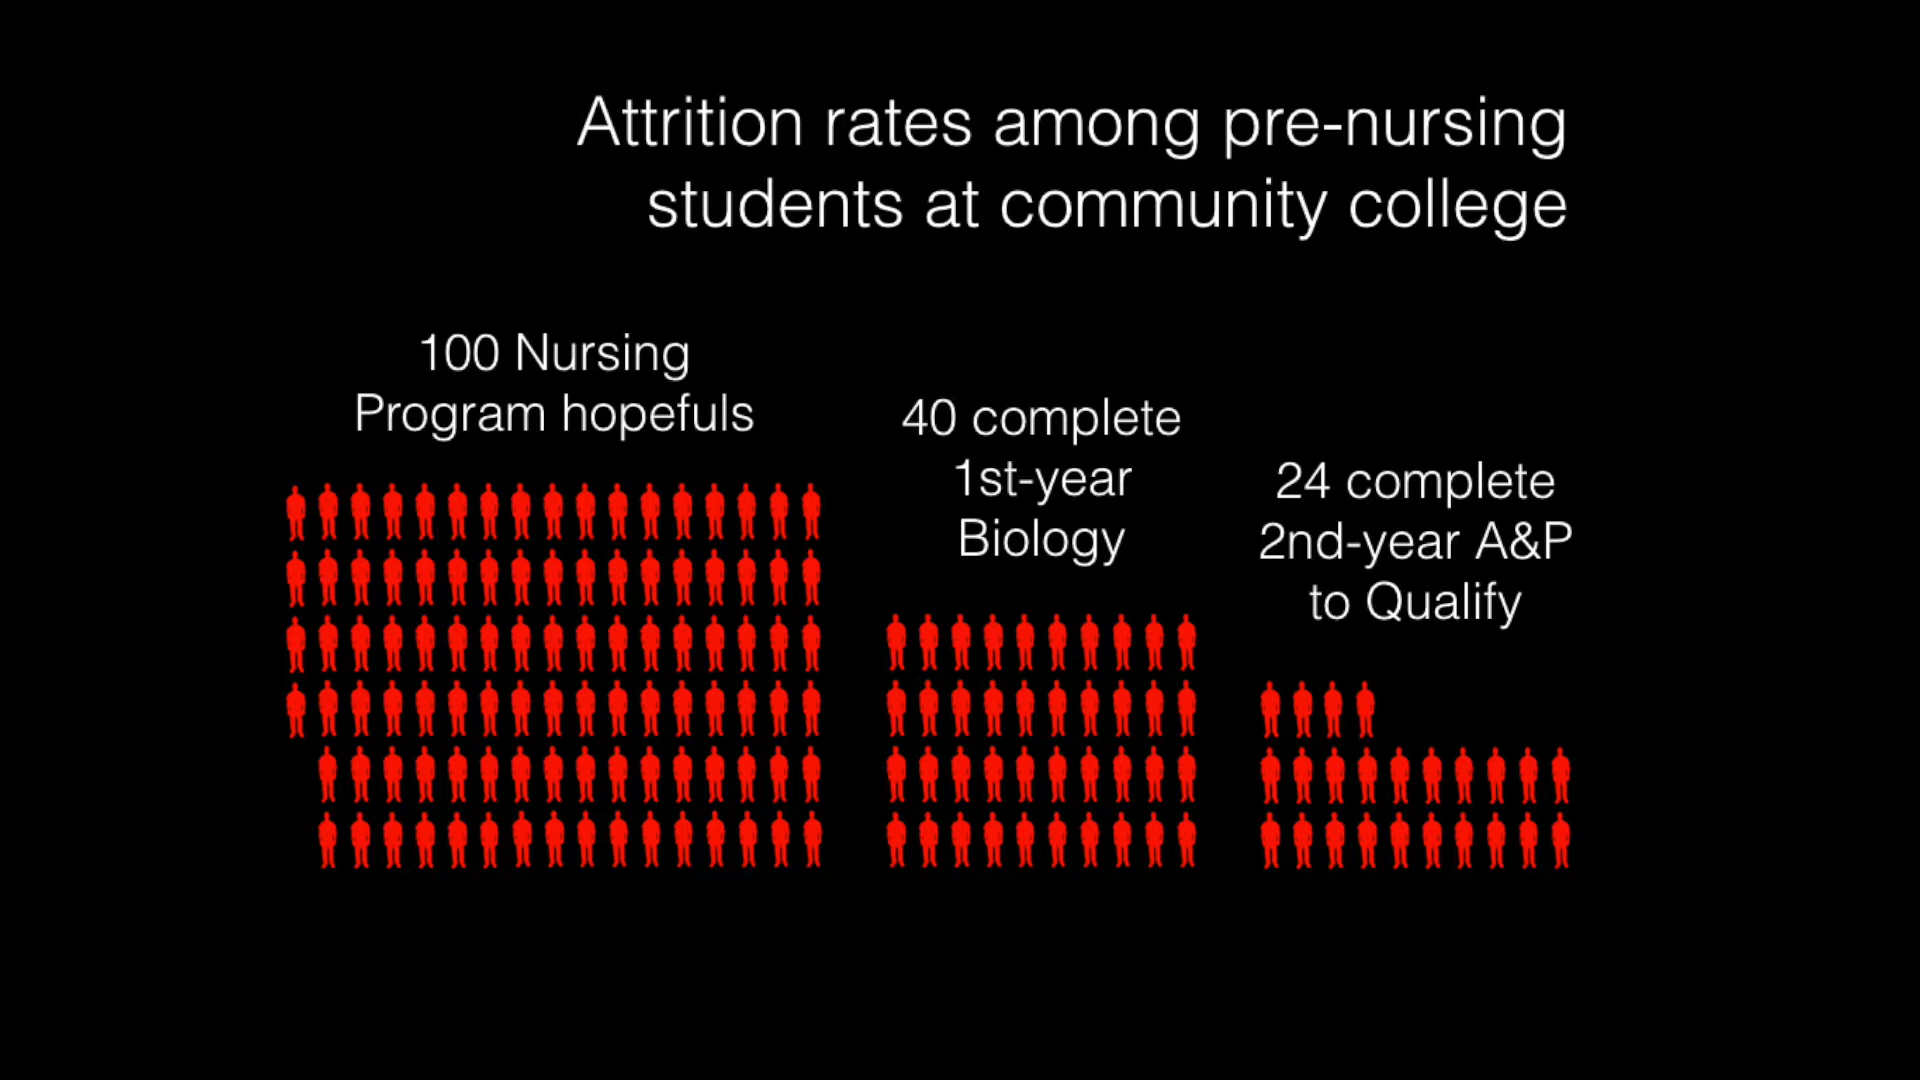 Attrition rates among pre-nursing
students at community college
100 Nursing
Program hopefuls
40 complete
1st-year
Biology
24 complete
2nd-year A&P
to Qualify